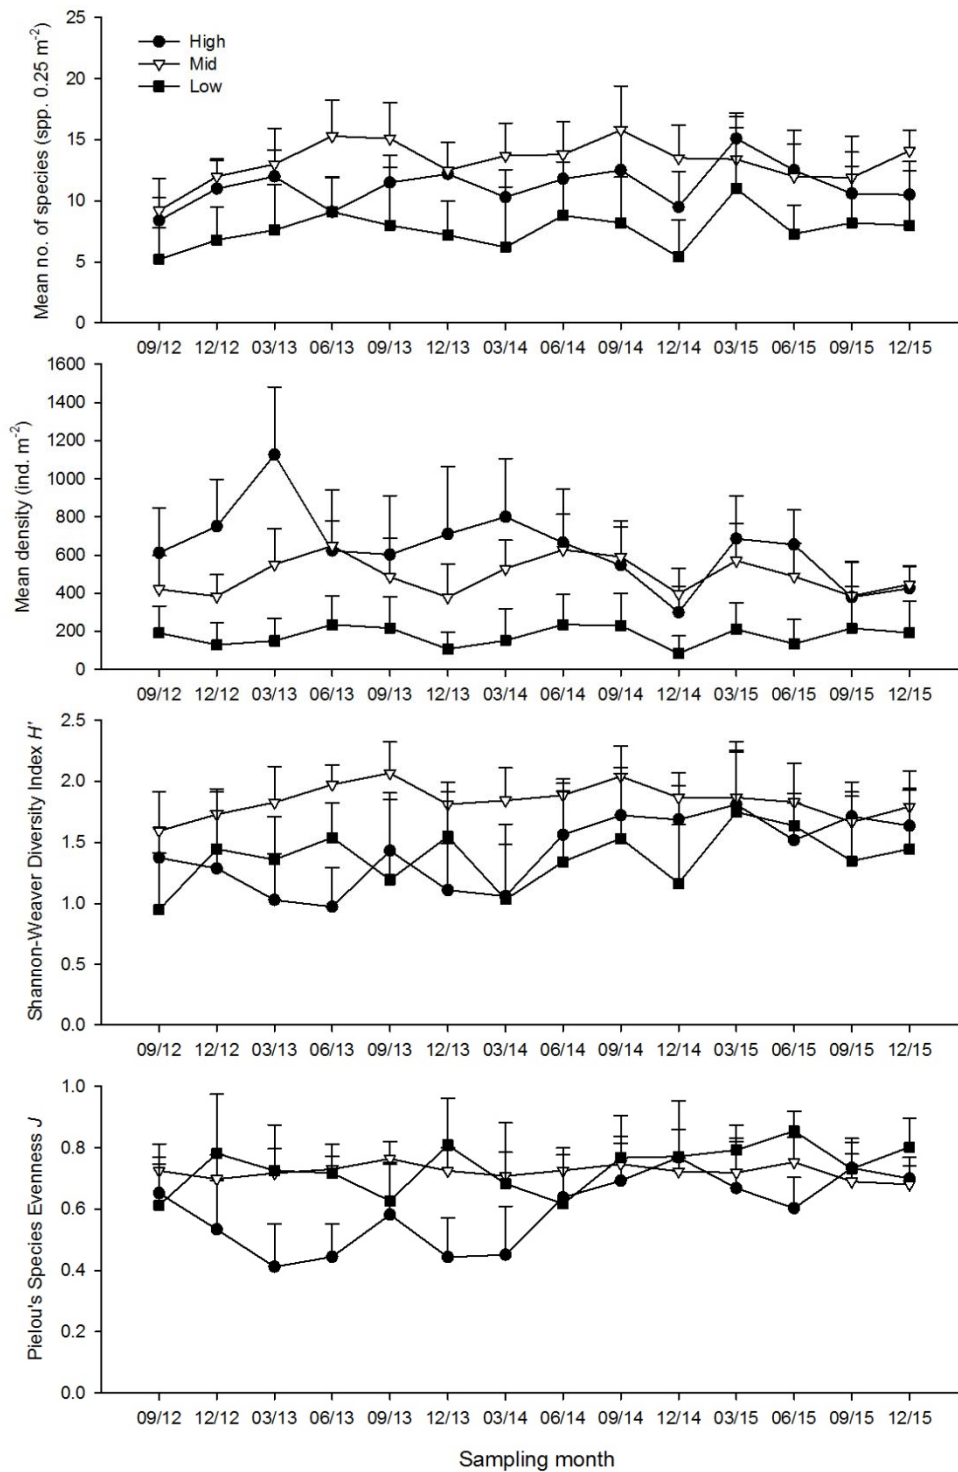 Mean no. of species (spp. 0.25 m⁻²)
25
20
15
10
5
0
High
Mid
Low
09/12 12/12 03/13 06/13 09/13 12/13 03/14 06/14 09/14 12/14 03/15 06/15 09/15 12/15
Mean density (ind. m⁻²)
1600
1400
1200
1000
800
600
400
200
0
09/12 12/12 03/13 06/13 09/13 12/13 03/14 06/14 09/14 12/14 03/15 06/15 09/15 12/15
Shannon-Weaver Diversity Index H'
2.5
2.0
1.5
1.0
0.5
0.0
09/12 12/12 03/13 06/13 09/13 12/13 03/14 06/14 09/14 12/14 03/15 06/15 09/15 12/15
Pielou's Species Evenness J
1.0
0.8
0.6
0.4
0.2
0.0
09/12 12/12 03/13 06/13 09/13 12/13 03/14 06/14 09/14 12/14 03/15 06/15 09/15 12/15
Sampling month